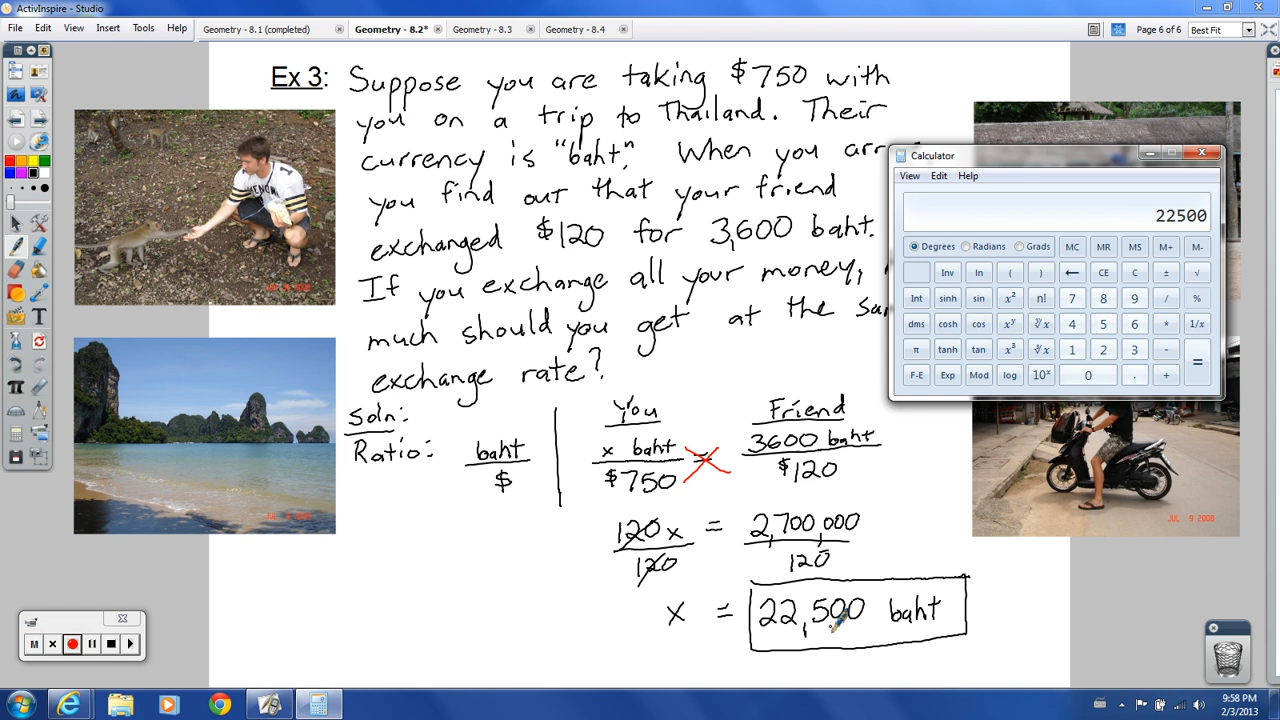 ActivInspire - Studio
File Edit View Insert Tools Help
Geometry - 8.1 (completed) Geometry - 8.2* Geometry - 8.3 Geometry - 8.4
Page 6 of 6 Best Fit
Ex 3: Suppose you are taking $750 with
you on a trip to Thailand. Their
currency is "baht". When you arr
you find out that your friend
exchanged $120 for 3,600 baht.
If you exchange all your money,
much should you get at the sa
exchange rate?
Soln:
Ratio: baht
$
You
x baht
$750
=
Friend
3600 baht
$120
120x = 2,700,000
120 120
x = 22,500 baht
Calculator
View Edit Help
22500
Degrees Radians Grads MC MR MS M+ M-
Inv ln ( ) ← CE C ± √
Int sinh sin x² n! 7 8 9 / %
dms cosh cos xʸ ʸ√x 4 5 6 * 1/x
π tanh tan x³ ³√x 1 2 3 - =
F-E Exp Mod log 10ˣ 0 . +
JUL 9 2008
M
9:58 PM
2/3/2013